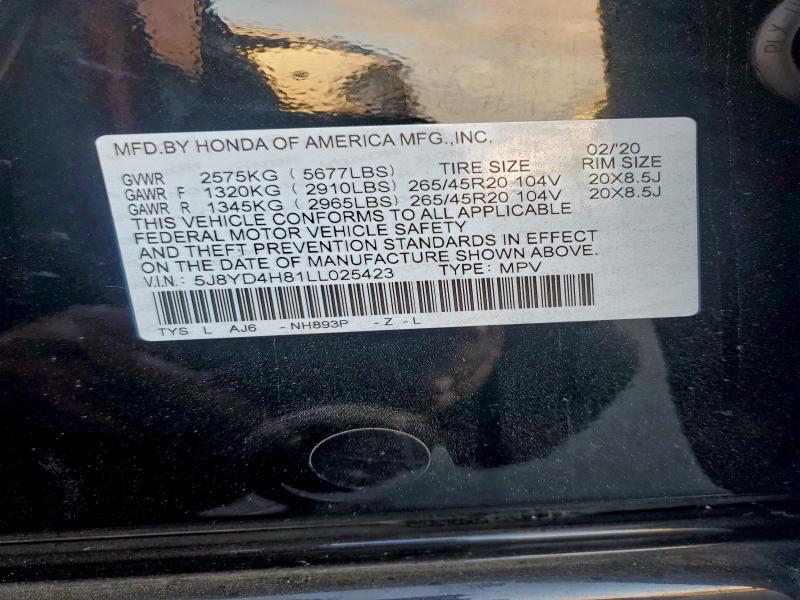 PLX
MFD.BY HONDA OF AMERICA MFG.,INC. 02/'20
GVWR 2575KG ( 5677LBS) TIRE SIZE RIM SIZE
GAWR F 1320KG ( 2910LBS) 265/45R20 104V 20X8.5J
GAWR R 1345KG ( 2965LBS) 265/45R20 104V 20X8.5J
THIS VEHICLE CONFORMS TO ALL APPLICABLE
FEDERAL MOTOR VEHICLE SAFETY
AND THEFT PREVENTION STANDARDS IN EFFECT
ON THE DATE OF MANUFACTURE SHOWN ABOVE.
V.I.N.: 5J8YD4H81LL025423 TYPE: MPV
TYS L AJ6 -NH893P -Z -L